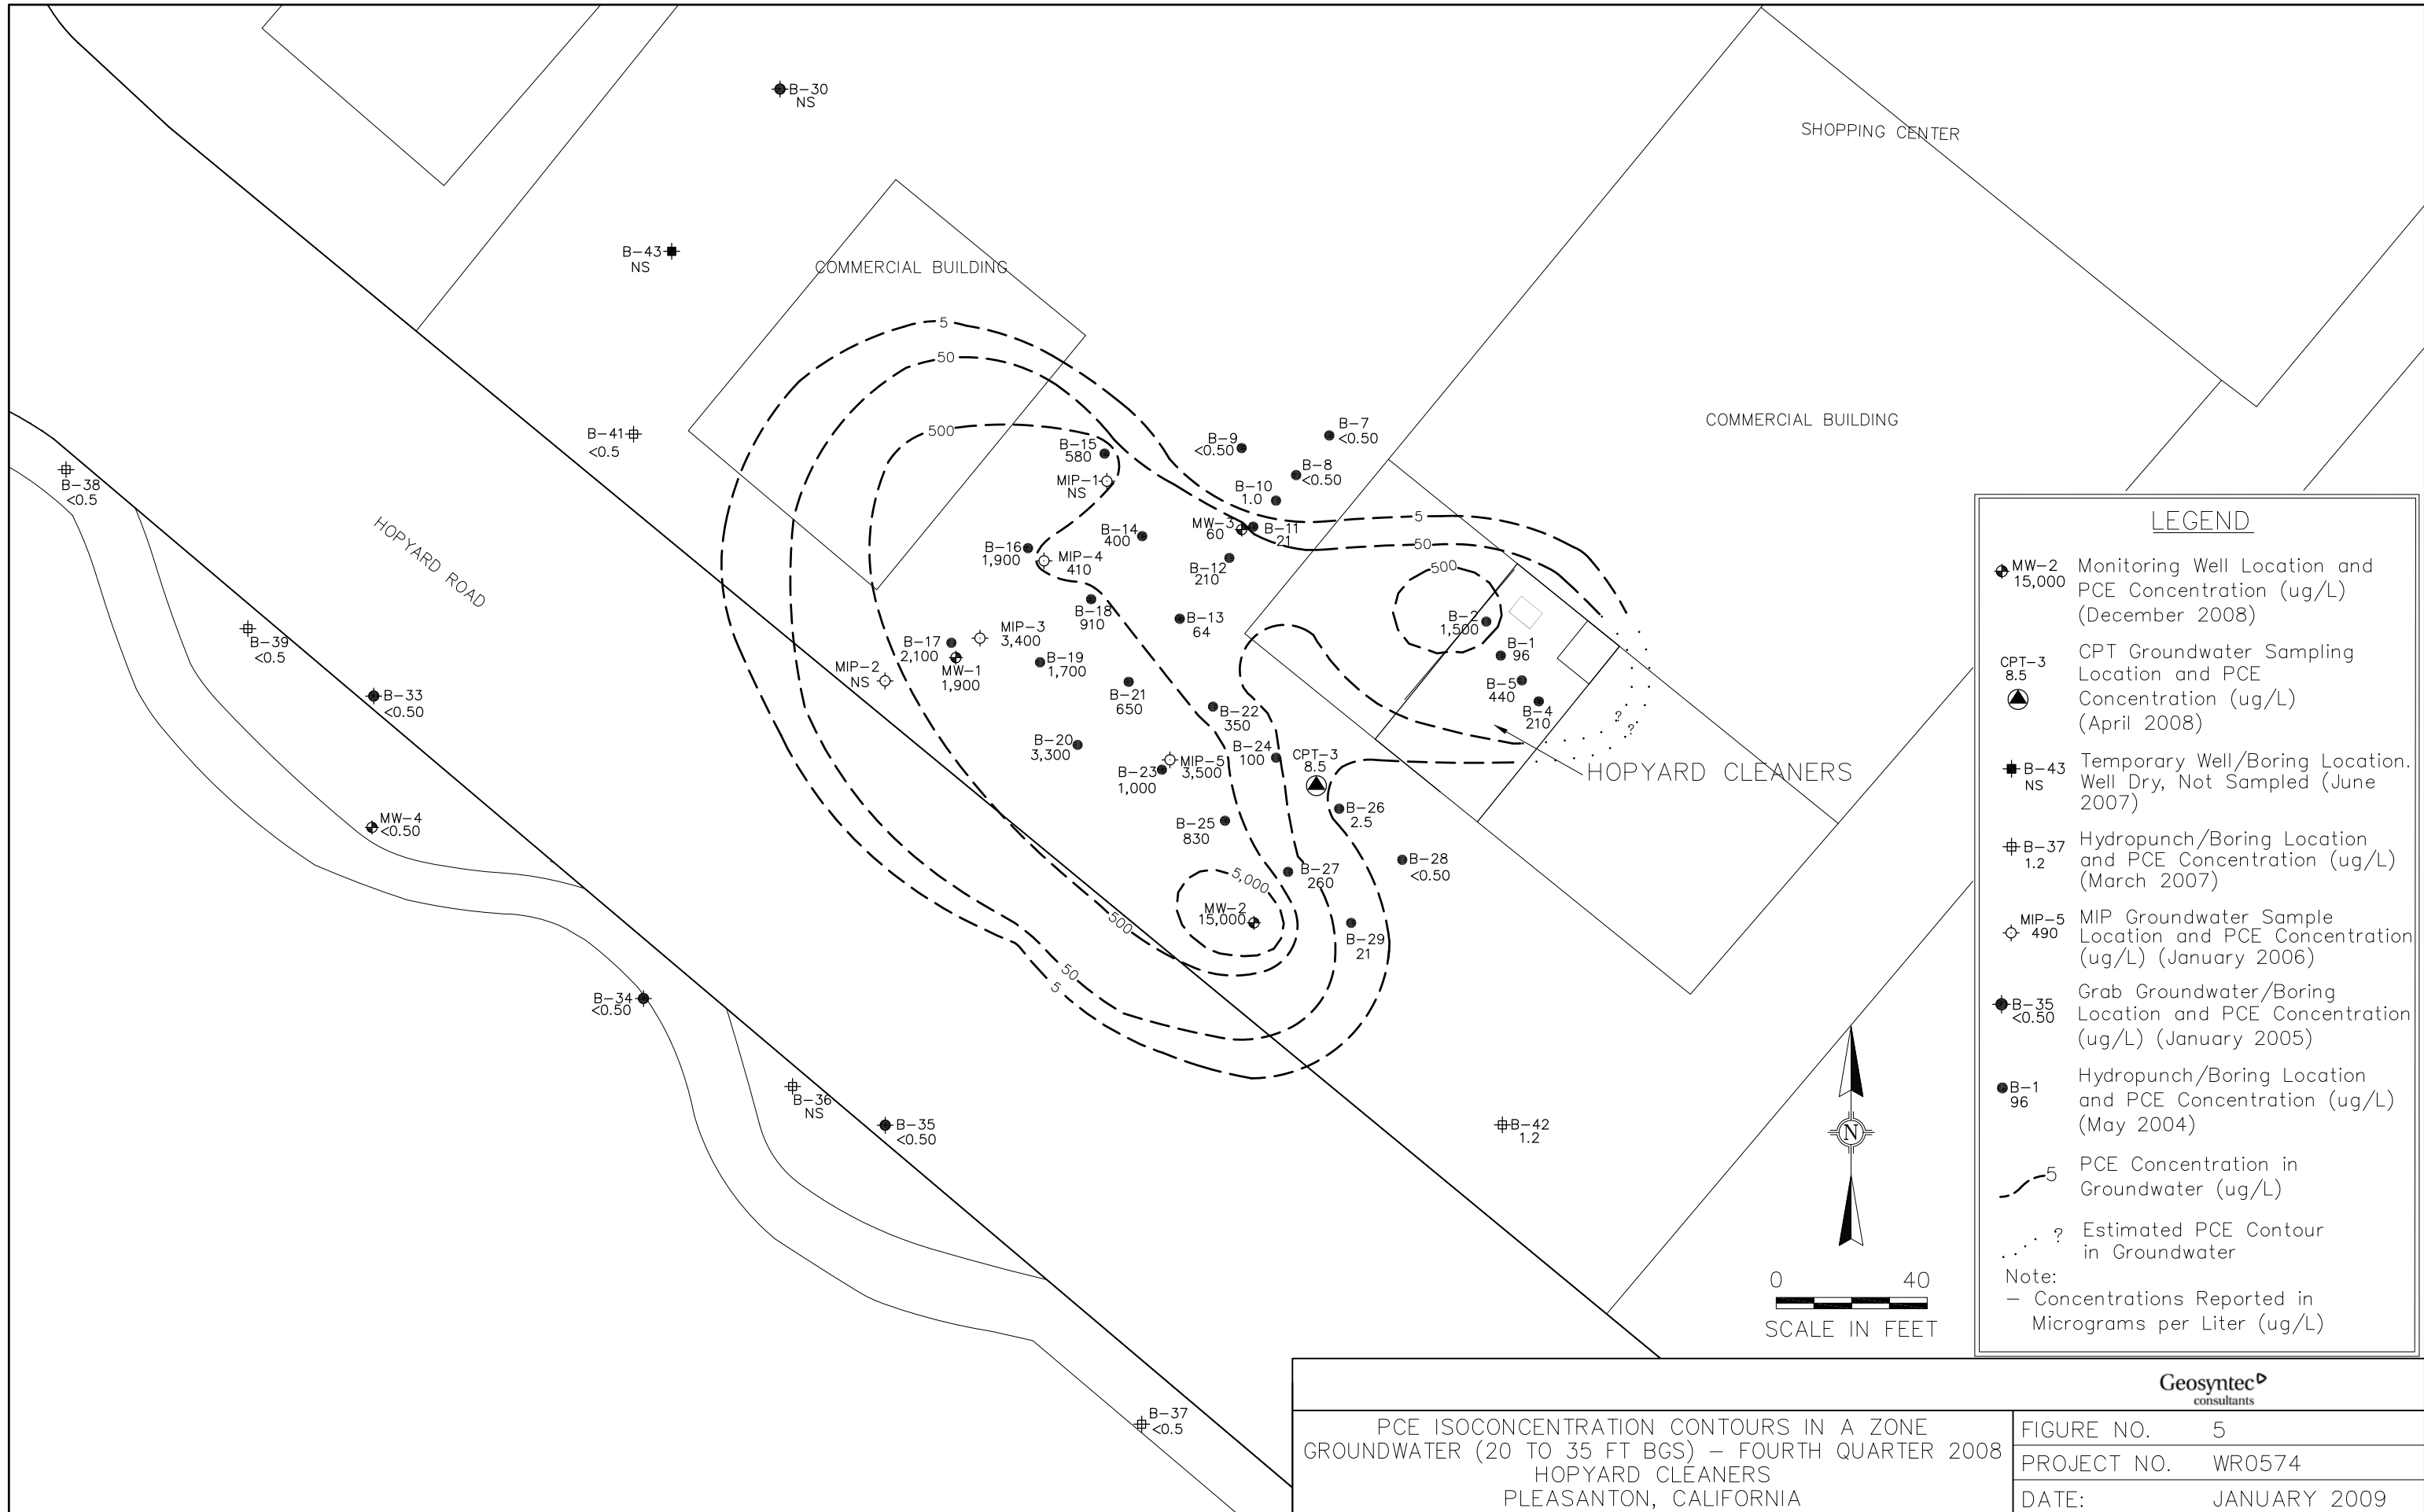 B-30
NS
SHOPPING CENTER
B-43
NS
COMMERCIAL BUILDING
5
50
500
B-41
<0.5
B-38
<0.5
HOPYARD ROAD
B-15
580
MIP-1
NS
B-9
<0.50
B-7
<0.50
B-8
<0.50
B-10
1.0
COMMERCIAL BUILDING
5
50
500
B-14
400
MW-3
60
B-11
21
B-16
1,900
MIP-4
410
B-12
210
B-18
910
B-13
64
B-2
1,500
B-1
96
B-5
440
B-4
210
?
?
HOPYARD CLEANERS
B-39
<0.5
B-33
<0.50
MW-4
<0.50
B-17
2,100
MIP-3
3,400
MIP-2
NS
MW-1
1,900
B-19
1,700
B-21
650
B-22
350
B-20
3,300
B-23
1,000
MIP-5
3,500
B-24
100
CPT-3
8.5
B-26
2.5
B-25
830
B-28
<0.50
B-27
260
5,000
MW-2
15,000
B-29
21
500
50
5
B-34
<0.50
B-36
NS
B-35
<0.50
B-42
1.2
B-37
<0.5
N
0 40
SCALE IN FEET
LEGEND
MW-2
15,000
Monitoring Well Location and
PCE Concentration (ug/L)
(December 2008)
CPT-3
8.5
CPT Groundwater Sampling
Location and PCE
Concentration (ug/L)
(April 2008)
B-43
NS
Temporary Well/Boring Location.
Well Dry, Not Sampled (June
2007)
B-37
1.2
Hydropunch/Boring Location
and PCE Concentration (ug/L)
(March 2007)
MIP-5
490
MIP Groundwater Sample
Location and PCE Concentration
(ug/L) (January 2006)
B-35
<0.50
Grab Groundwater/Boring
Location and PCE Concentration
(ug/L) (January 2005)
B-1
96
Hydropunch/Boring Location
and PCE Concentration (ug/L)
(May 2004)
5
PCE Concentration in
Groundwater (ug/L)
?
Estimated PCE Contour
in Groundwater
Note:
- Concentrations Reported in
Micrograms per Liter (ug/L)
Geosyntec
consultants
PCE ISOCONCENTRATION CONTOURS IN A ZONE
GROUNDWATER (20 TO 35 FT BGS) - FOURTH QUARTER 2008
HOPYARD CLEANERS
PLEASANTON, CALIFORNIA
FIGURE NO. 5
PROJECT NO. WR0574
DATE: JANUARY 2009